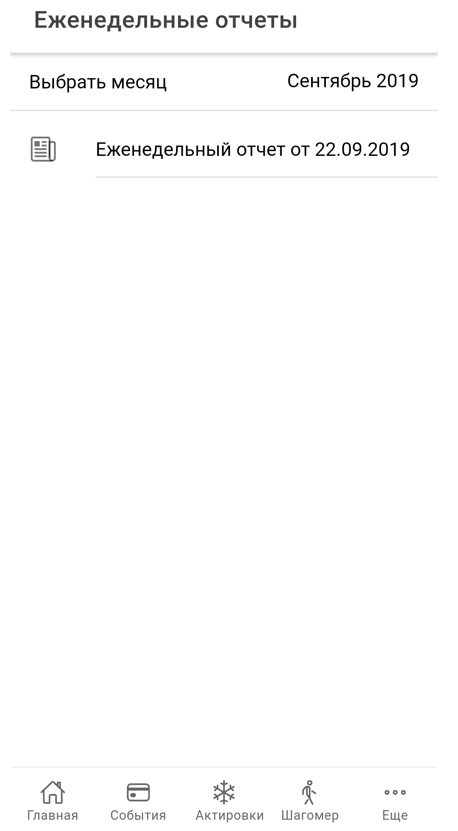 Еженедельные отчеты
Выбрать месяц Сентябрь 2019
Еженедельный отчет от 22.09.2019
Главная События Актировки Шагомер Еще